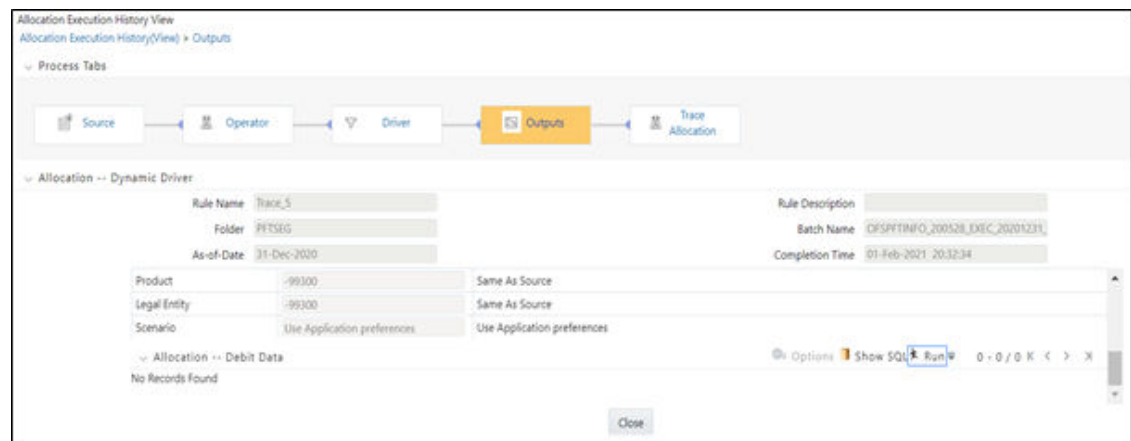 Allocation Execution History View
Allocation Execution History(View) > Outputs
Process Tabs
Source
Operator
Driver
Outputs
Trace Allocation
Allocation -- Dynamic Driver
Rule Name Trace_5
Rule Description
Folder PFTSEG
Batch Name OFSPFTINFO_200528_EXEC_20201231_
As-of-Date 31-Dec-2020
Completion Time 01-Feb-2021 20:32:34
Product -99300 Same As Source
Legal Entity -99300 Same As Source
Scenario Use Application preferences Use Application preferences
Allocation -- Debit Data
Options Show SQL Run 0 - 0 / 0
No Records Found
Close